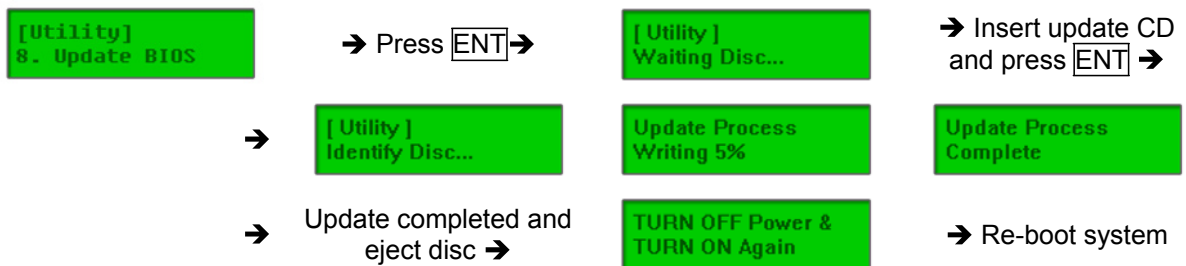 [Utility]
8. Update BIOS
➔ Press ENT➔
[ Utility ]
Waiting Disc...
➔ Insert update CD
and press ENT ➔
➔
[ Utility ]
Identify Disc...
Update Process
Writing 5%
Update Process
Complete
➔
Update completed and
eject disc ➔
TURN OFF Power &
TURN ON Again
➔ Re-boot system